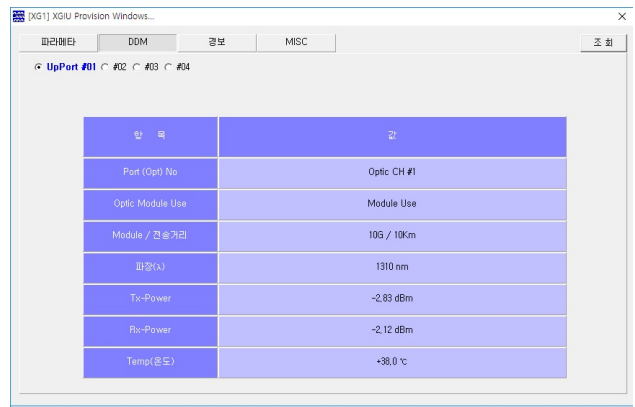 [XG1] XGIU Provision Windows...
파라메타 DDM 경보 MISC 조 회
UpPort #01 #02 #03 #04
항 목 값
Port (Opt) No Optic CH #1
Optic Module Use Module Use
Module / 전송거리 10G / 10Km
파장(λ) 1310 nm
Tx-Power -2,83 dBm
Rx-Power -2,12 dBm
Temp(온도) +38,0 ℃